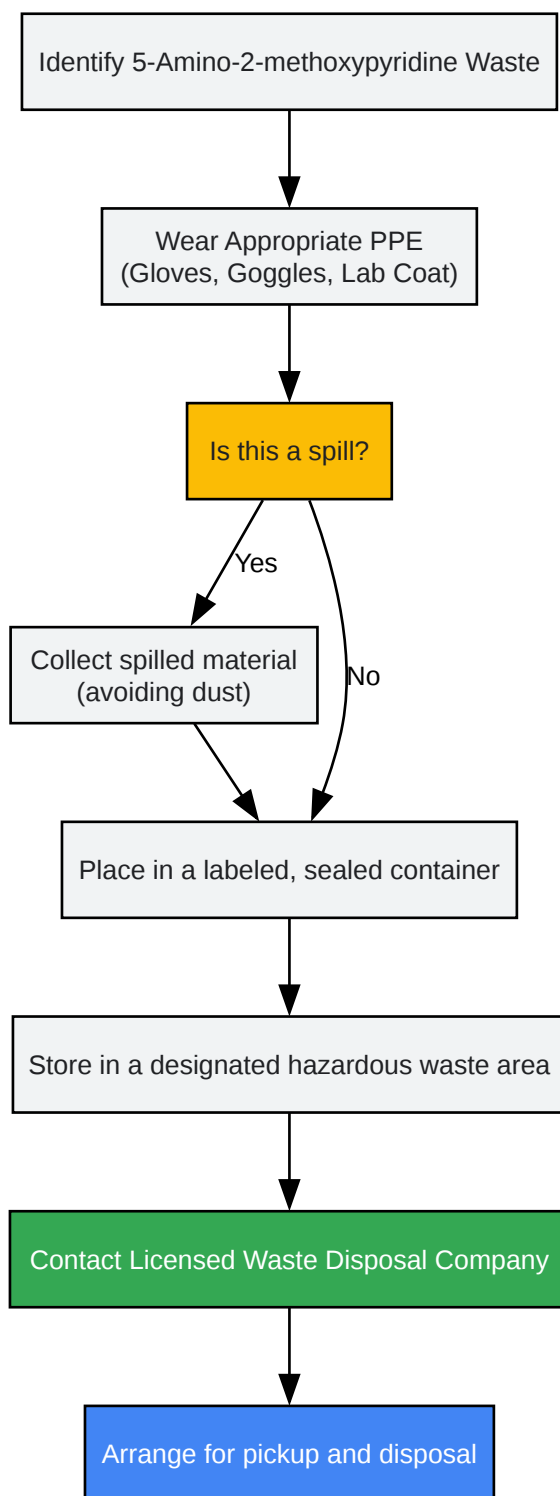 Identify 5-Amino-2-methoxypyridine Waste
Wear Appropriate PPE
(Gloves, Goggles, Lab Coat)
Is this a spill?
Yes
Collect spilled material
(avoiding dust)
No
Place in a labeled, sealed container
Store in a designated hazardous waste area
Contact Licensed Waste Disposal Company
Arrange for pickup and disposal